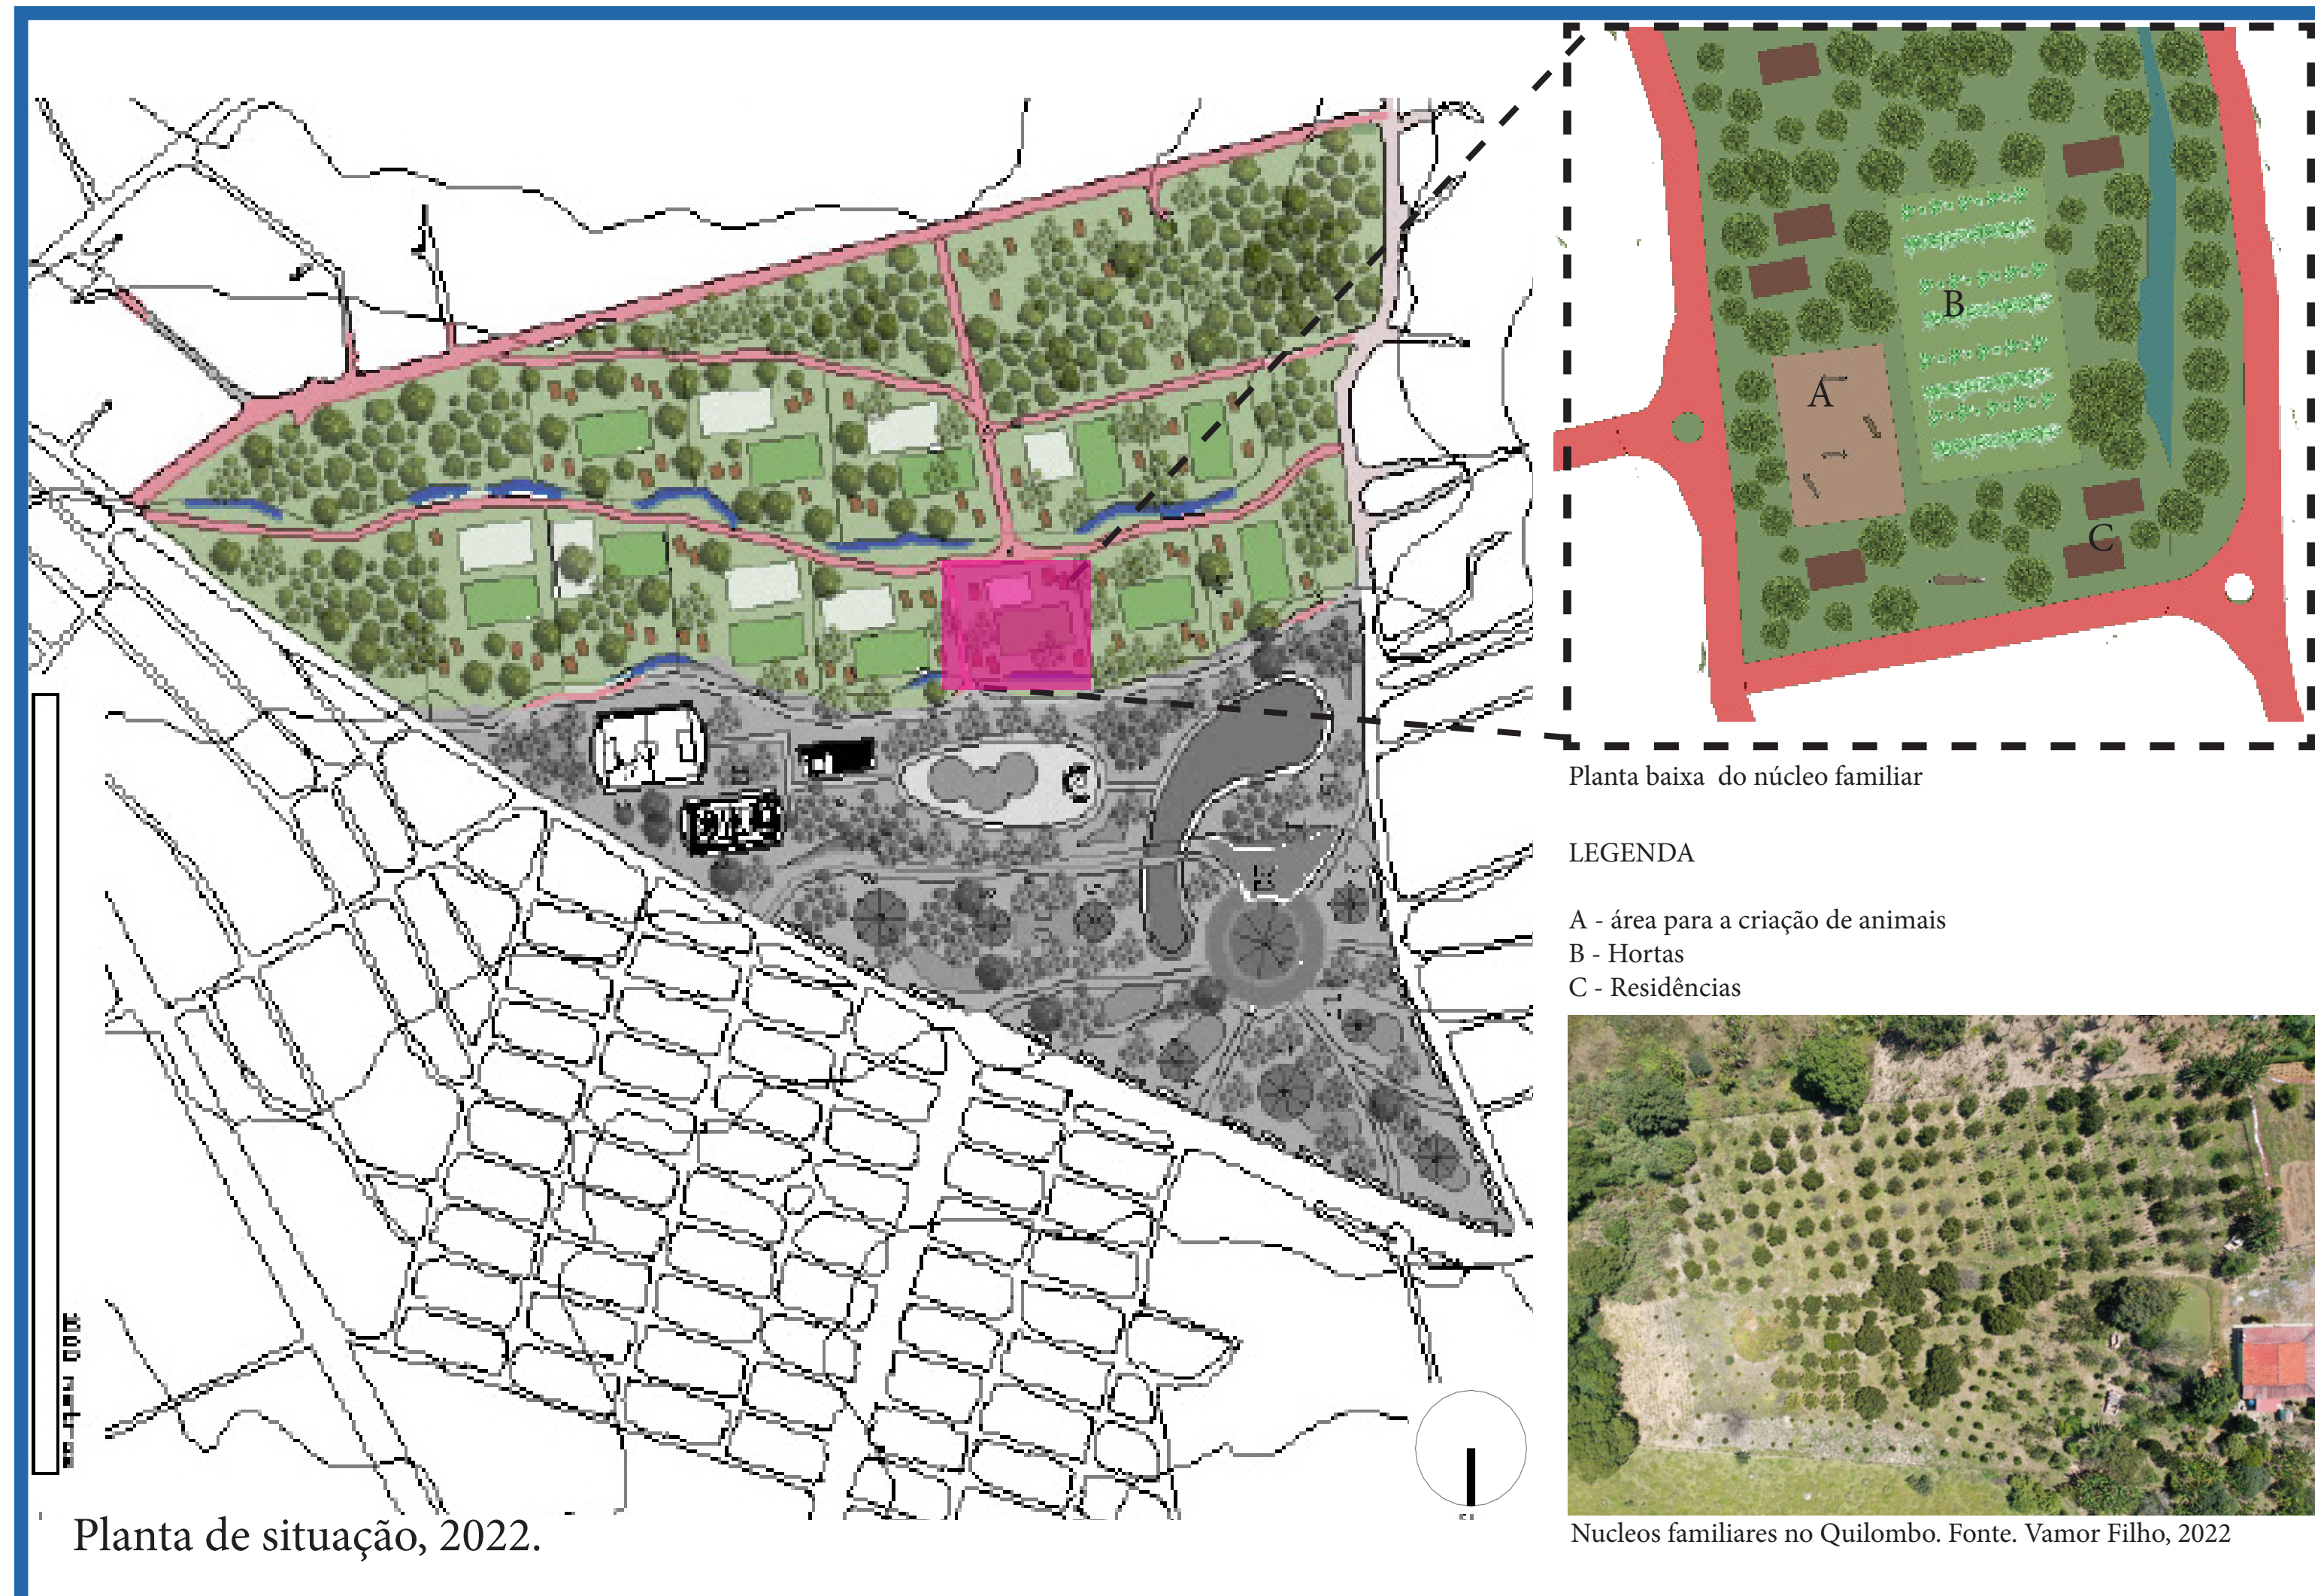 A
B
C
Planta baixa do núcleo familiar
LEGENDA
A - área para a criação de animais
B - Hortas
C - Residências
Nucleos familiares no Quilombo. Fonte. Vamor Filho, 2022
Planta de situação, 2022.